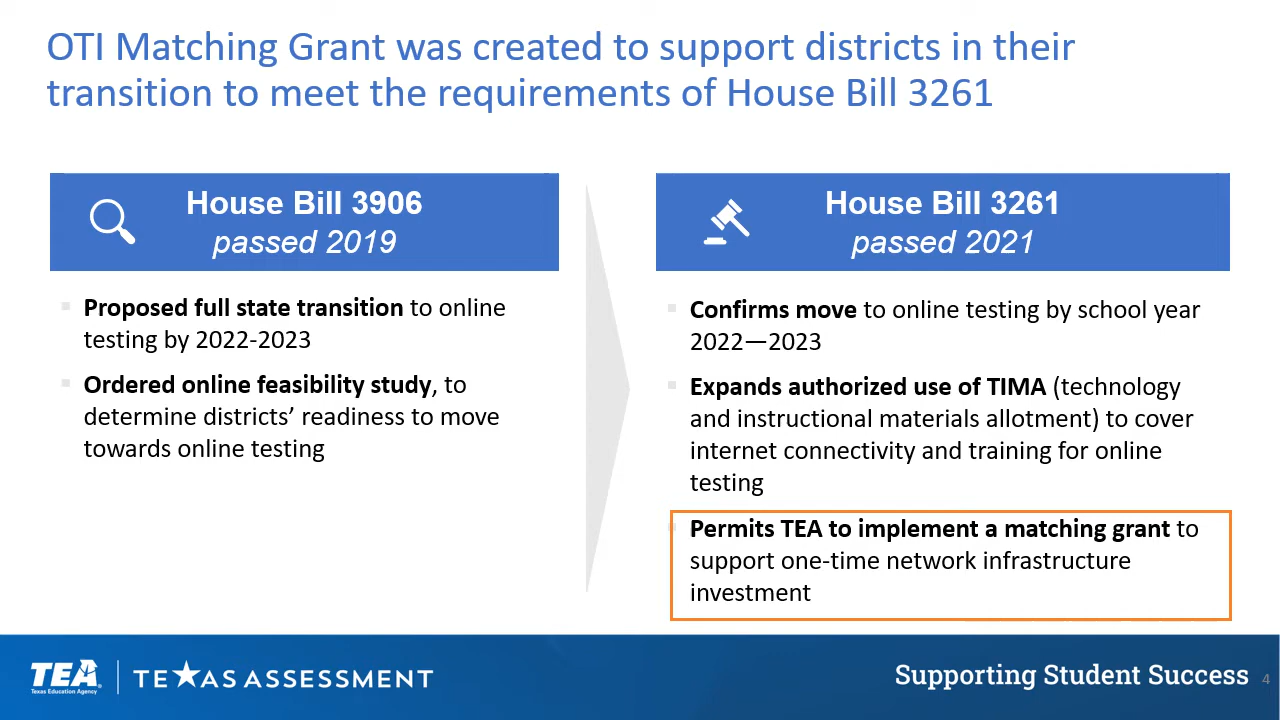 OTI Matching Grant was created to support districts in their
transition to meet the requirements of House Bill 3261
House Bill 3906
passed 2019
Proposed full state transition to online
testing by 2022-2023
Ordered online feasibility study, to
determine districts’ readiness to move
towards online testing
House Bill 3261
passed 2021
Confirms move to online testing by school year
2022—2023
Expands authorized use of TIMA (technology
and instructional materials allotment) to cover
internet connectivity and training for online
testing
Permits TEA to implement a matching grant to
support one-time network infrastructure
investment
TEA
Texas Education Agency
TEXAS ASSESSMENT
Supporting Student Success
4